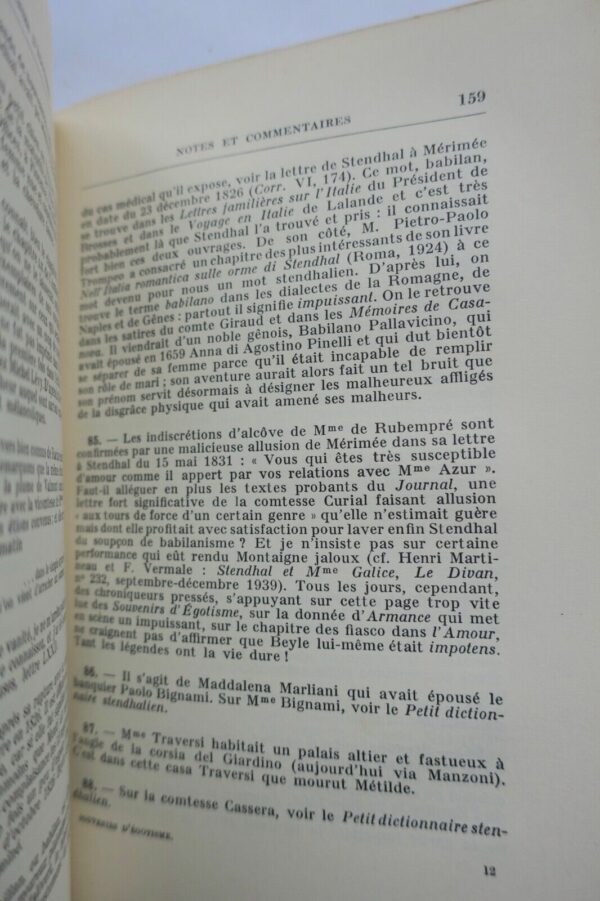 159
NOTES ET COMMENTAIRES
du cas médical qu'il expose, voir la lettre de Stendhal à Mérimée
en date du 23 décembre 1826 (Corr. VI, 174). Ce mot, babilan,
se trouve dans les Lettres familières sur l'Italie du Président de
Brosses et dans le Voyage en Italie de Lalande et c'est très
probablement là que Stendhal l'a trouvé et pris : il connaissait
fort bien ces deux ouvrages. De son côté, M. Pietro-Paolo
Trompeo a consacré un chapitre des plus intéressants de son livre
Nell'Italia romantica sulle orme di Stendhal (Roma, 1924) à ce
mot devenu pour nous un mot stendhalien. D'après lui, on
trouve le terme babilano dans les dialectes de la Romagne, de
Naples et de Gênes : partout il signifie impuissant. On le retrouve
dans les satires du comte Giraud et dans les Mémoires de Casa-
nova. Il viendrait d'un noble gênois, Babilano Pallavicino, qui
avait épousé en 1659 Anna di Agostino Pinelli et qui dut bientôt
se séparer de sa femme parce qu'il était incapable de remplir
son rôle de mari ; son aventure aurait alors fait un tel bruit que
son prénom servit désormais à désigner les malheureux affligés
de la disgrâce physique qui avait amené ses malheurs.
85. — Les indiscrétions d'alcôve de Mme de Rubempré sont
confirmées par une malicieuse allusion de Mérimée dans sa lettre
à Stendhal du 15 mai 1831 : « Vous qui êtes très susceptible
d'amour comme il appert par vos relations avec Mme Azur ».
Faut-il alléguer en plus les textes probants du Journal, une
lettre fort significative de la comtesse Curial faisant allusion
« aux tours de force d'un certain genre » qu'elle n'estimait guère
mais dont elle profitait avec satisfaction pour laver enfin Stendhal
du soupçon de babilanisme ? Et je n'insiste pas sur certaine
performance qui eût rendu Montaigne jaloux (cf. Henri Marti-
neau et F. Vermale : Stendhal et Mme Galice, Le Divan,
n° 232, septembre-décembre 1939). Tous les jours, cependant,
des chroniqueurs pressés, s'appuyant sur cette page trop vite
lue des Souvenirs d'Égotisme, sur la donnée d'Armance qui met
en scène un impuissant, sur le chapitre des fiasco dans l'Amour,
ne craignent pas d'affirmer que Beyle lui-même était impotens.
Tant les légendes ont la vie dure !
86. — Il s'agit de Maddalena Marliani qui avait épousé le
banquier Paolo Bignami. Sur Mme Bignami, voir le Petit diction-
naire stendhalien.
87. — Mme Traversi habitait un palais altier et fastueux à
l'angle de la corsia del Giardino (aujourd'hui via Manzoni).
C'est dans cette casa Traversi que mourut Métilde.
88. — Sur la comtesse Cassera, voir le Petit dictionnaire sten-
dhalien.
SOUVENIRS D'ÉGOTISME.
12